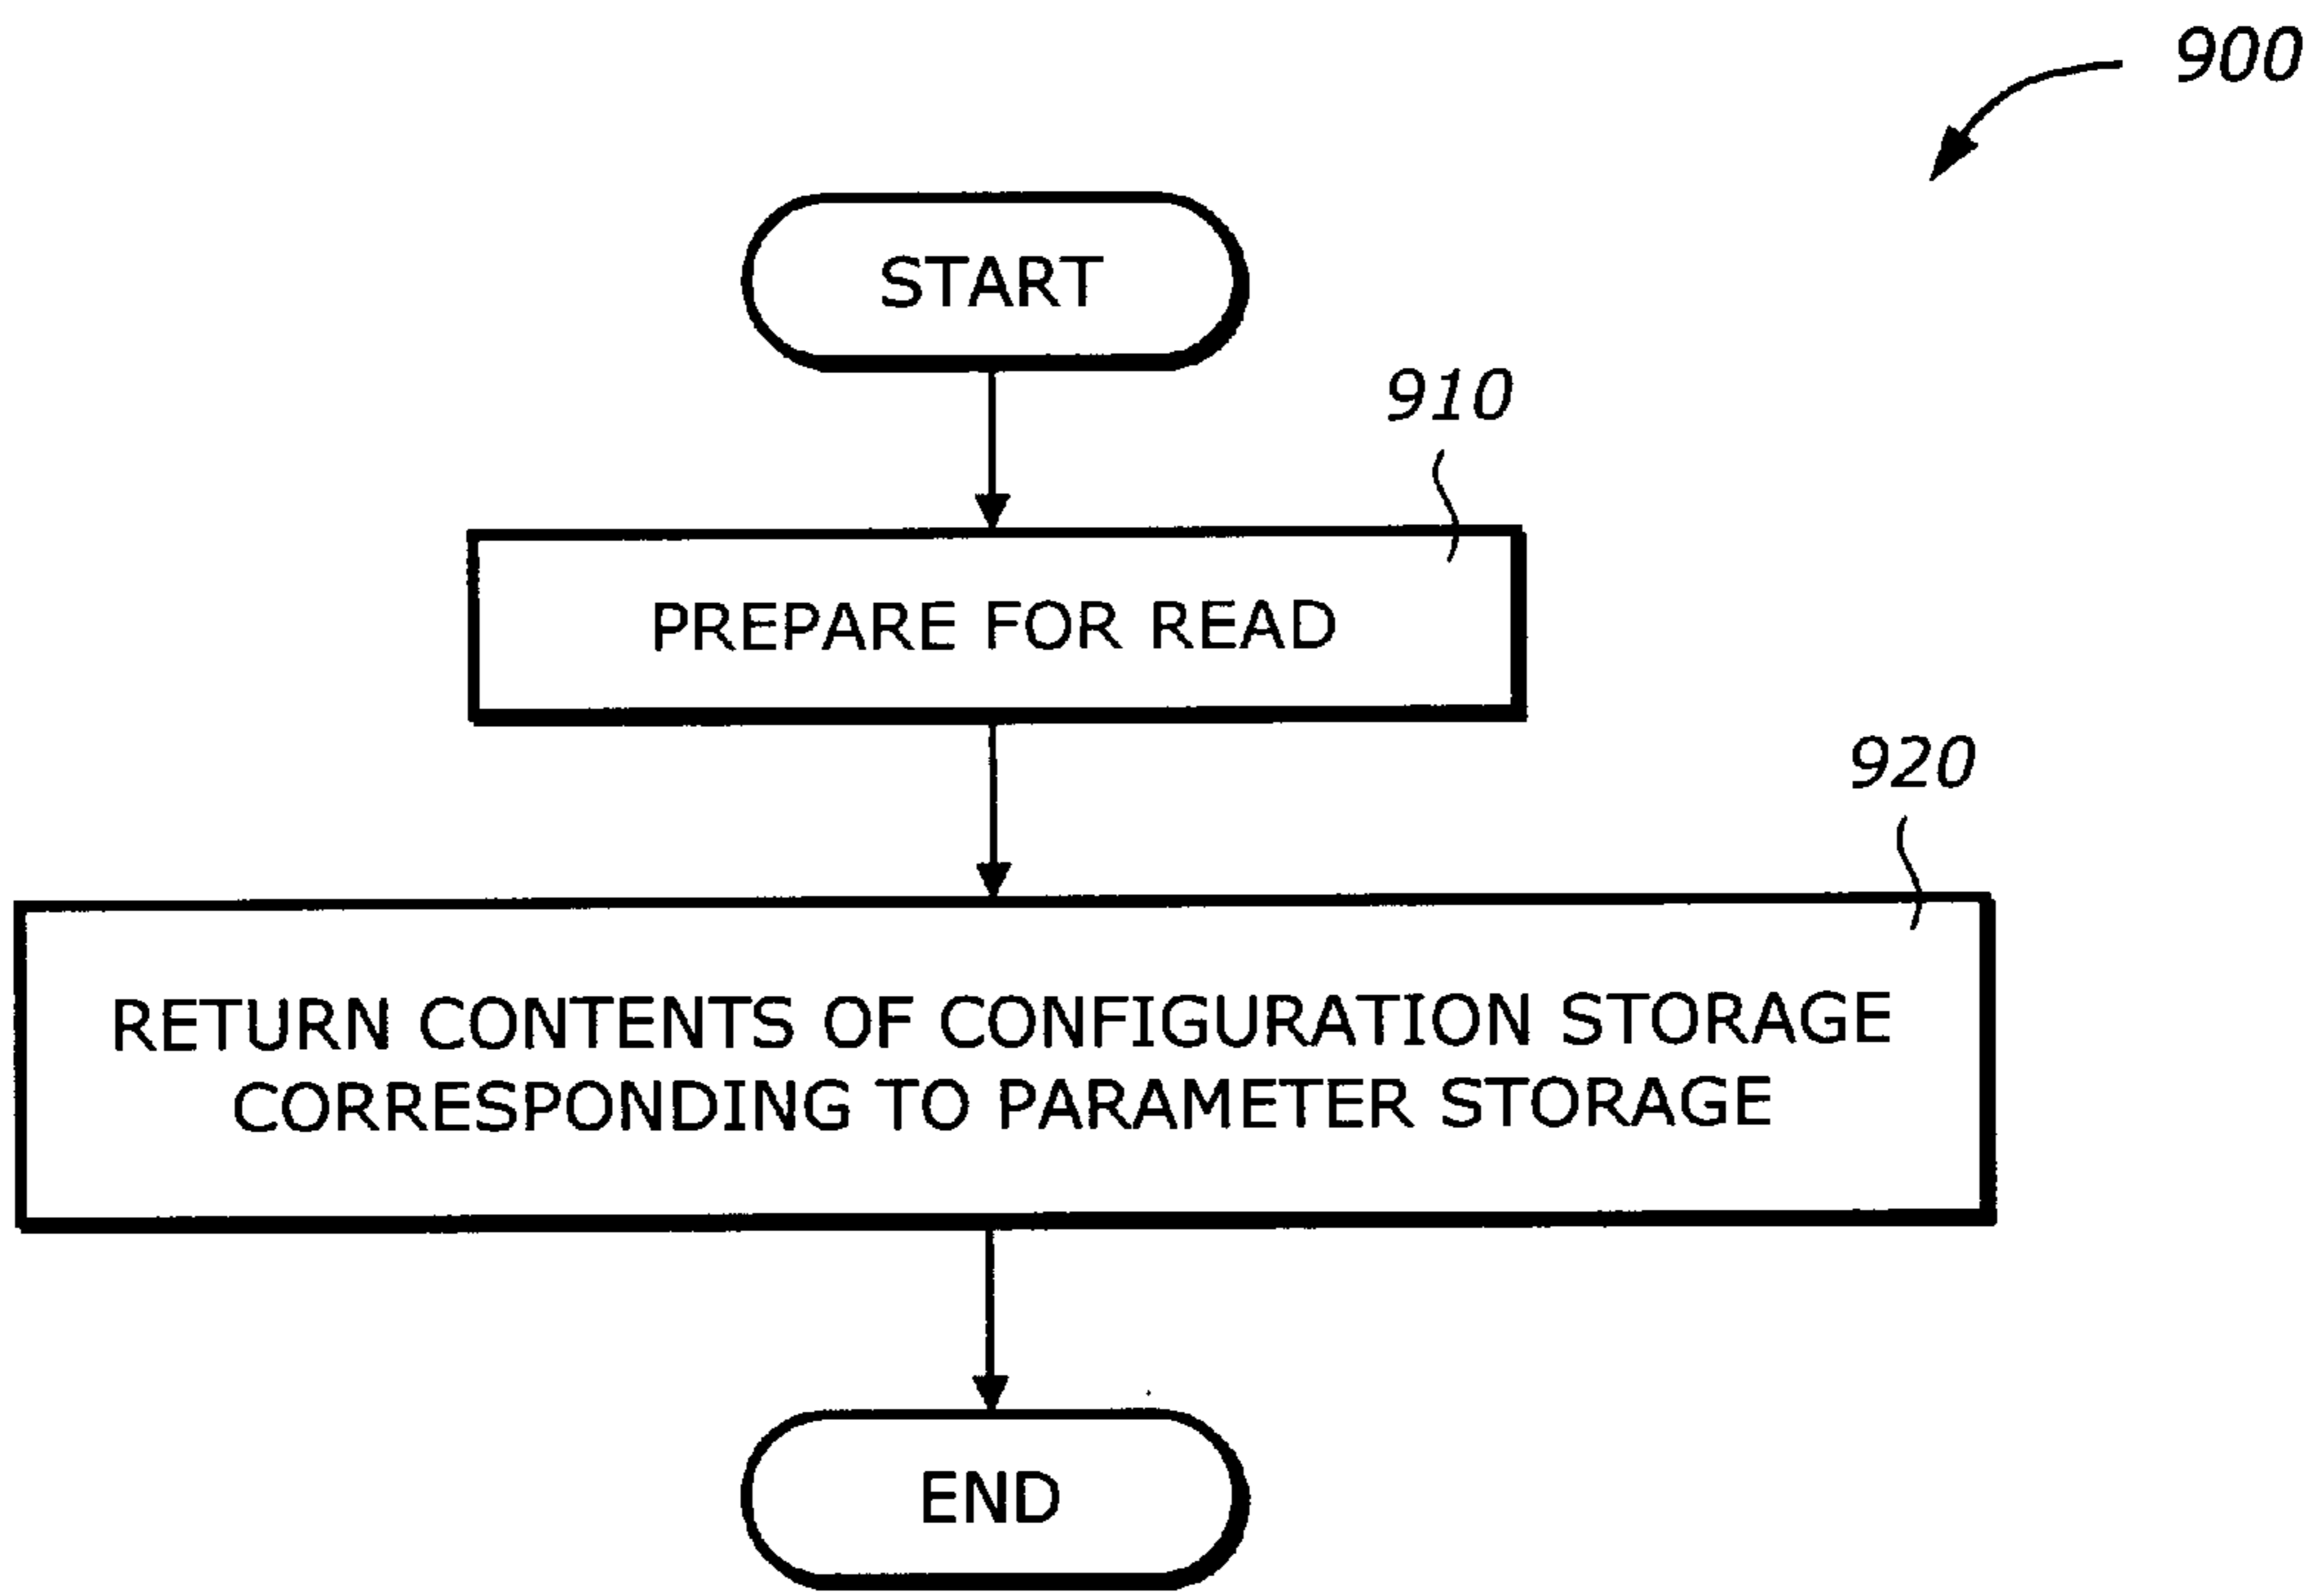 900
START
910
PREPARE FOR READ
920
RETURN CONTENTS OF CONFIGURATION STORAGE
CORRESPONDING TO PARAMETER STORAGE
END